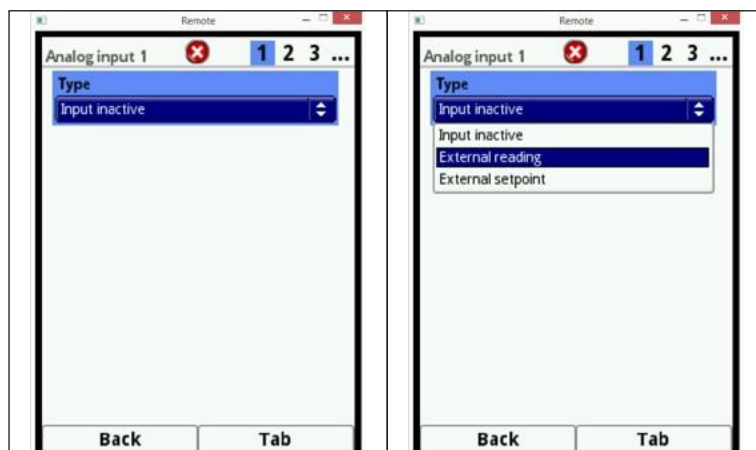 Remote
Analog input 1 1 2 3 ...
Type
Input inactive
Back Tab
Remote
Analog input 1 1 2 3 ...
Type
Input inactive
Input inactive
External reading
External setpoint
Back Tab